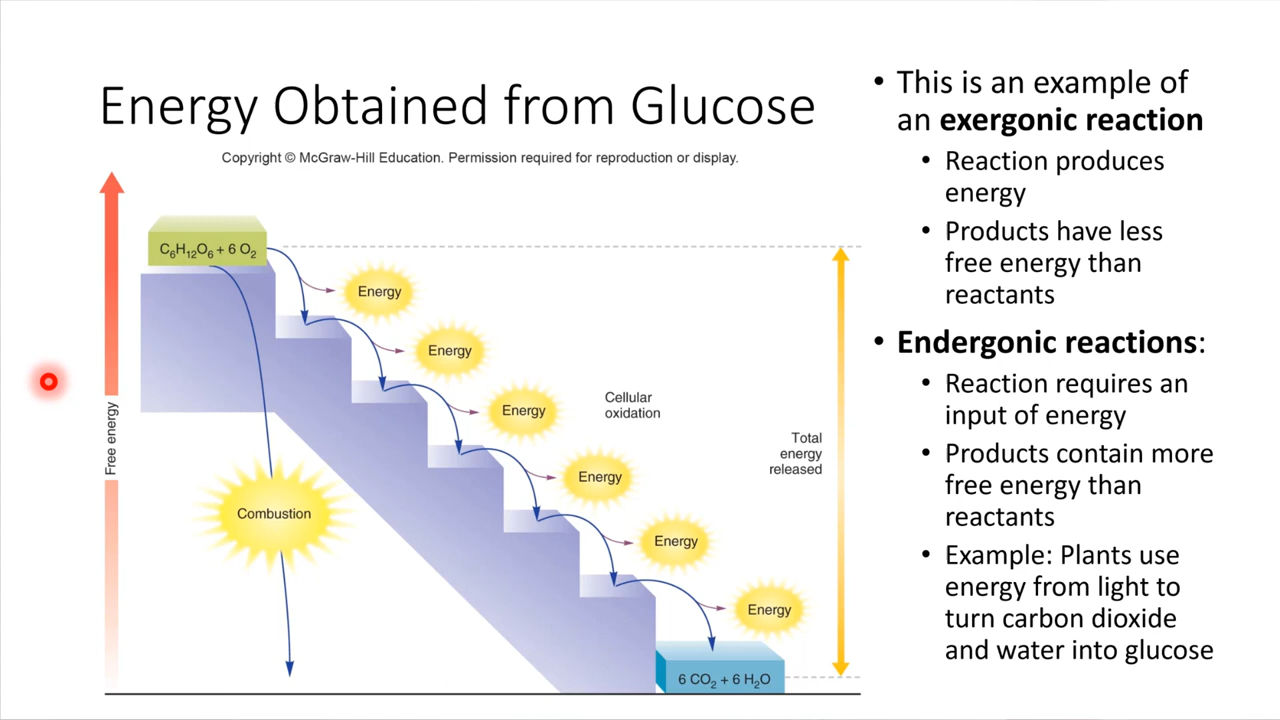 Energy Obtained from Glucose
Copyright © McGraw-Hill Education. Permission required for reproduction or display.
C₆H₁₂O₆ + 6 O₂
Energy
Energy
Energy
Energy
Energy
Energy
Cellular
oxidation
Total
energy
released
Free energy
Combustion
6 CO₂ + 6 H₂O
• This is an example of
an exergonic reaction
• Reaction produces
energy
• Products have less
free energy than
reactants
• Endergonic reactions:
• Reaction requires an
input of energy
• Products contain more
free energy than
reactants
• Example: Plants use
energy from light to
turn carbon dioxide
and water into glucose